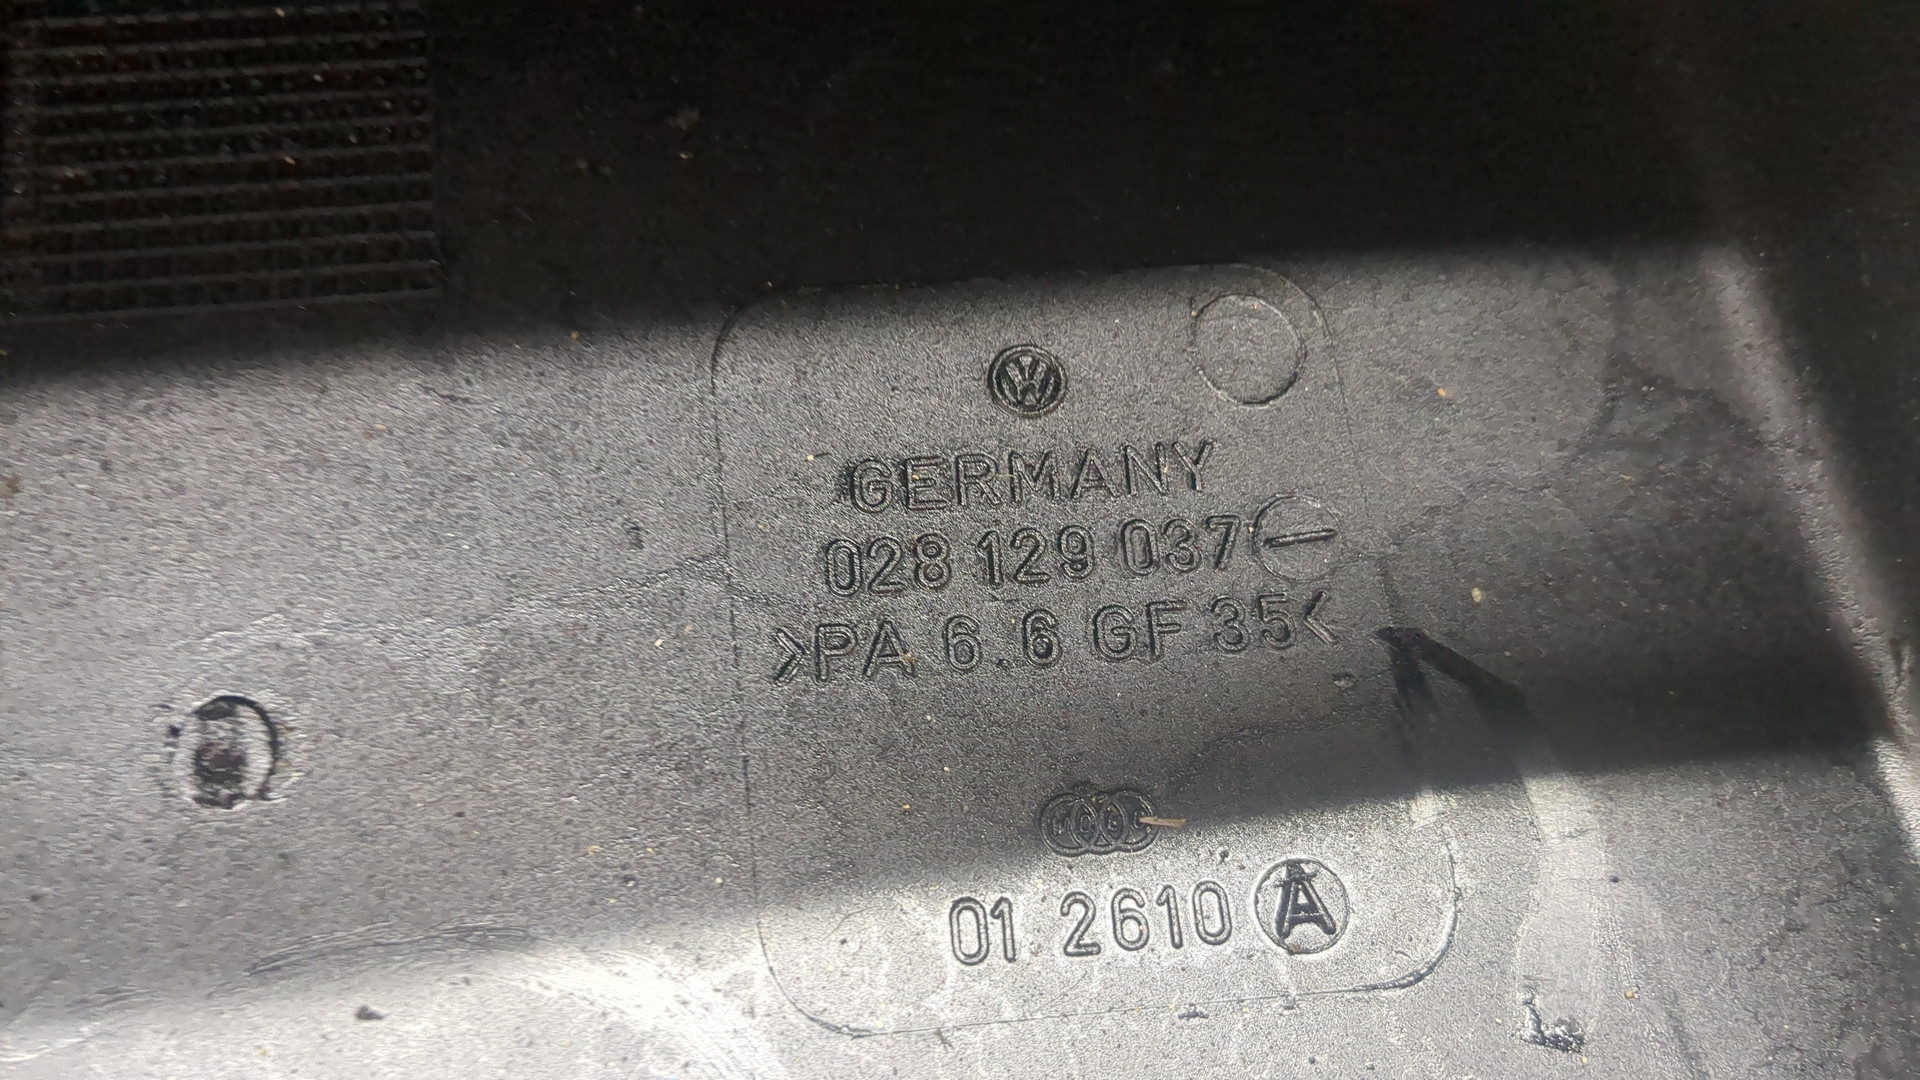 GERMANY
028 129 037
>PA 6.6 GF 35<
01 2610 A